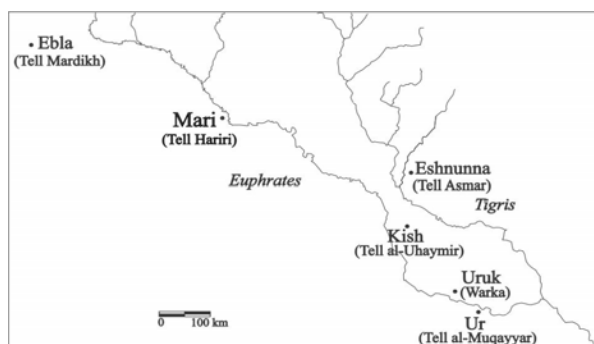 Ebla
(Tell Mardikh)
Mari
(Tell Hariri)
Eshnunna
(Tell Asmar)
Euphrates
Tigris
Kish
(Tell al-Uhaymir)
Uruk
(Warka)
Ur
(Tell al-Muqayyar)
0 100 km